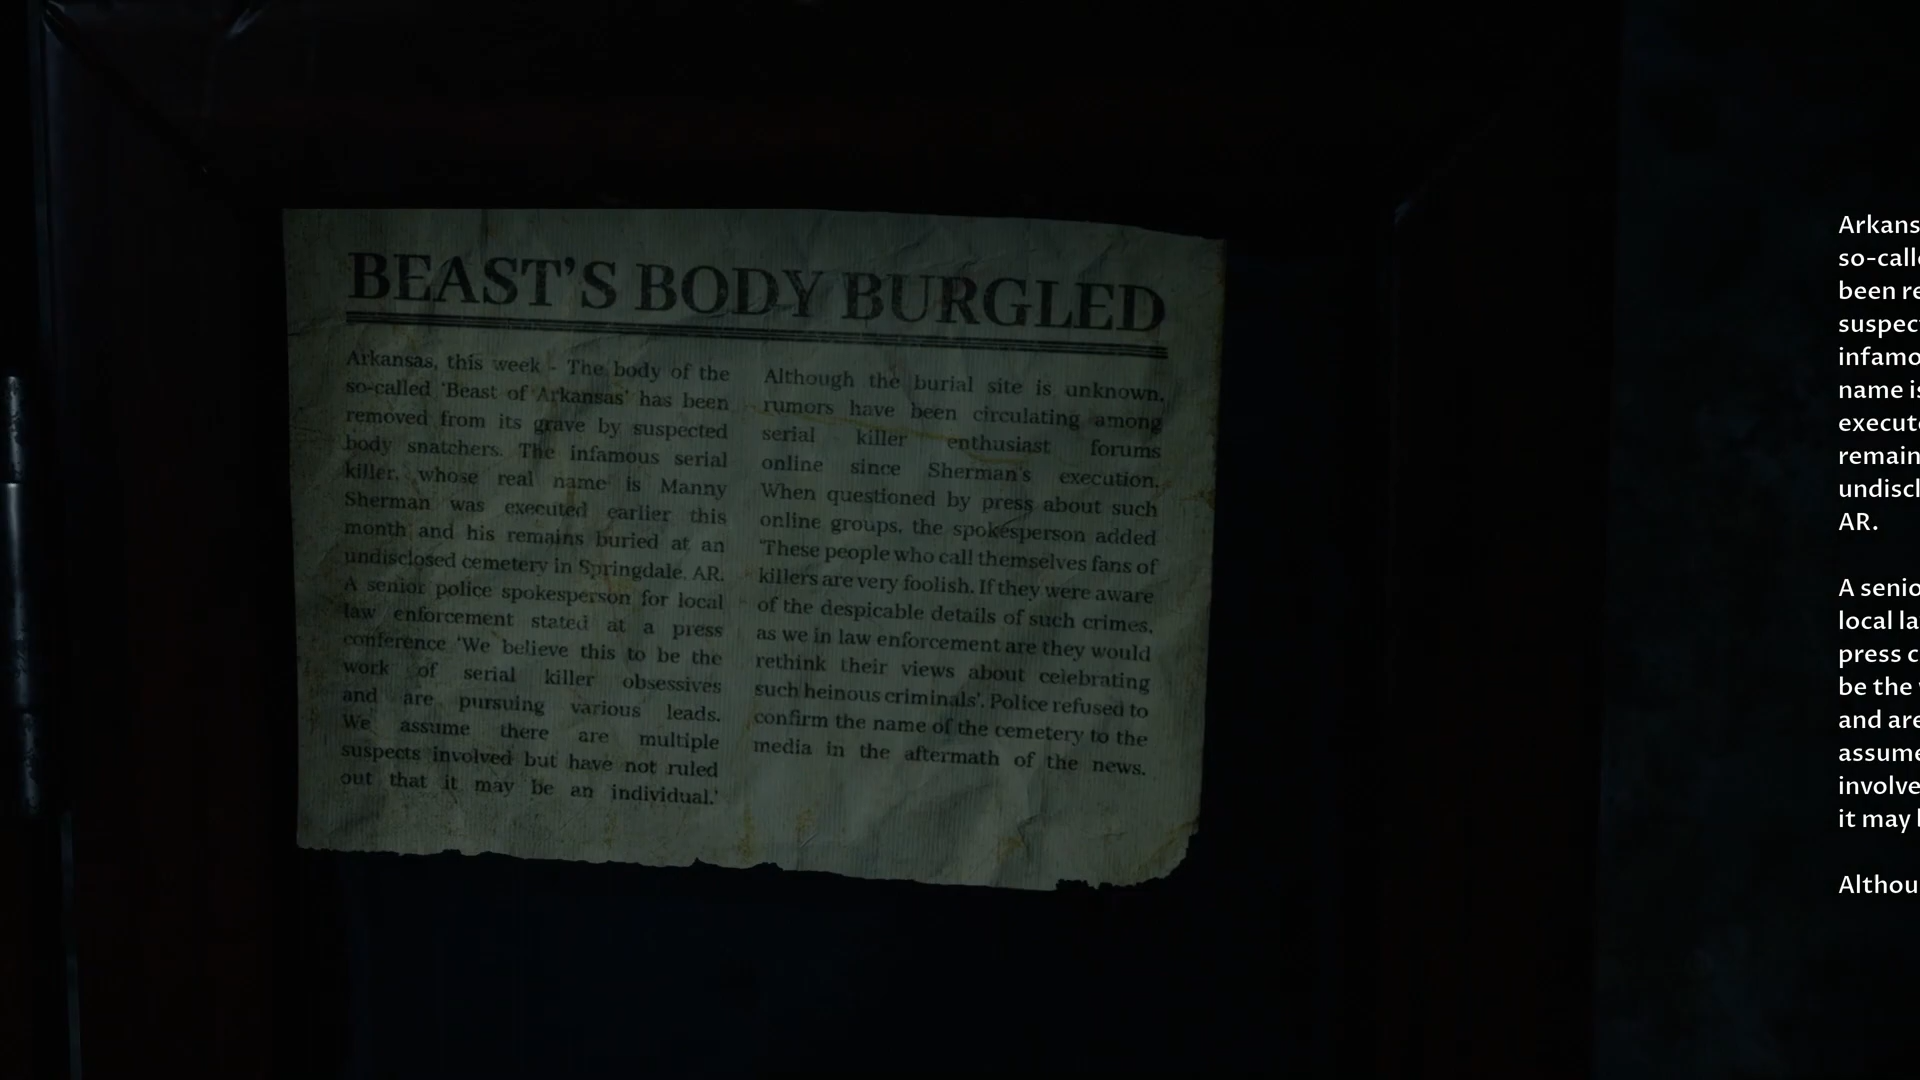 BEAST'S BODY BURGLED
Arkansas, this week - The body of the
so-called 'Beast of Arkansas' has been
removed from its grave by suspected
body snatchers. The infamous serial
killer, whose real name is Manny
Sherman was executed earlier this
month and his remains buried at an
undisclosed cemetery in Springdale, AR.
A senior police spokesperson for local
law enforcement stated at a press
conference 'We believe this to be the
work of serial killer obsessives
and are pursuing various leads.
We assume there are multiple
suspects involved but have not ruled
out that it may be an individual.'
Although the burial site is unknown,
rumors have been circulating among
serial killer enthusiast forums
online since Sherman's execution.
When questioned by press about such
online groups, the spokesperson added
'These people who call themselves fans of
killers are very foolish. If they were aware
of the despicable details of such crimes,
as we in law enforcement are they would
rethink their views about celebrating
such heinous criminals'. Police refused to
confirm the name of the cemetery to the
media in the aftermath of the news.
Arkans
so-calle
been re
suspec
infamo
name is
execut
remain
undiscl
AR.
A senio
local la
press c
be the
and are
assume
involve
it may
Althou